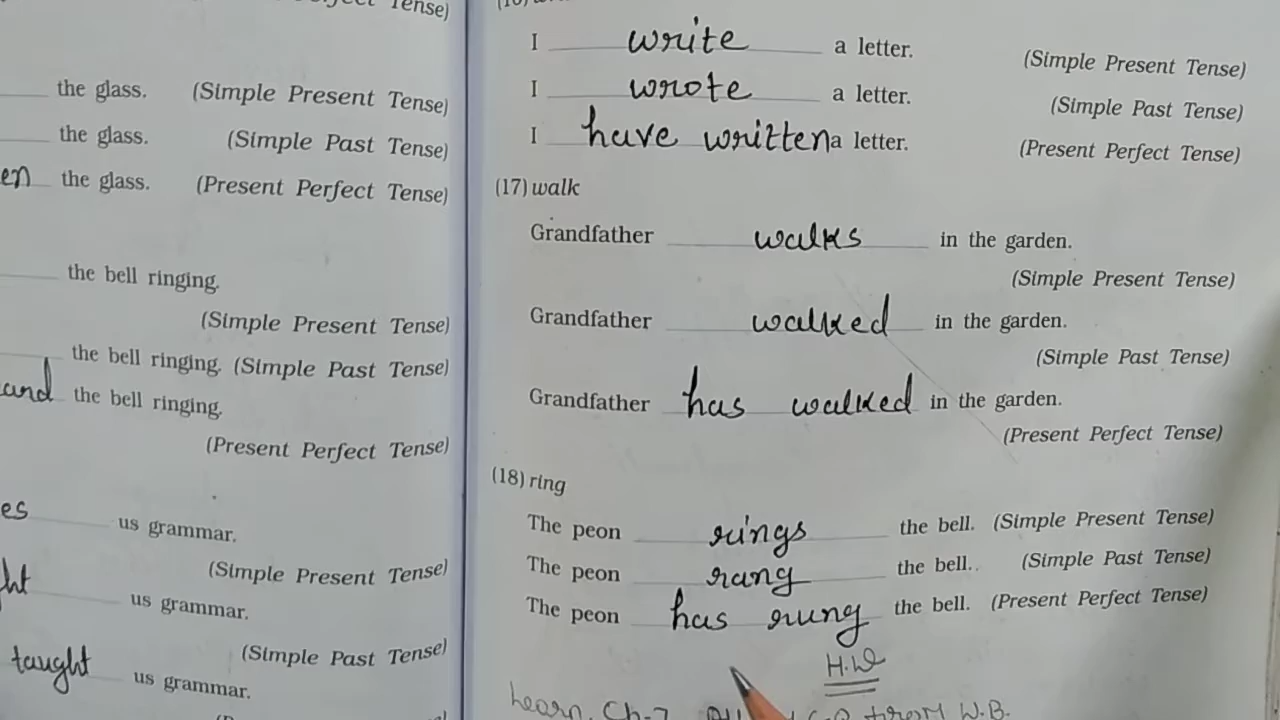 Tense)
the glass. (Simple Present Tense)
the glass. (Simple Past Tense)
en the glass. (Present Perfect Tense)
the bell ringing.
(Simple Present Tense)
the bell ringing. (Simple Past Tense)
and the bell ringing.
(Present Perfect Tense)
es us grammar.
(Simple Present Tense)
ht us grammar.
(Simple Past Tense)
taught us grammar.
I write a letter. (Simple Present Tense)
I wrote a letter. (Simple Past Tense)
I have written a letter. (Present Perfect Tense)
(17) walk
Grandfather walks in the garden.
(Simple Present Tense)
Grandfather walked in the garden.
(Simple Past Tense)
Grandfather has walked in the garden.
(Present Perfect Tense)
(18) ring
The peon rings the bell. (Simple Present Tense)
The peon rang the bell.. (Simple Past Tense)
The peon has rung the bell. (Present Perfect Tense)
H.W
learn Ch-7 from W.B.